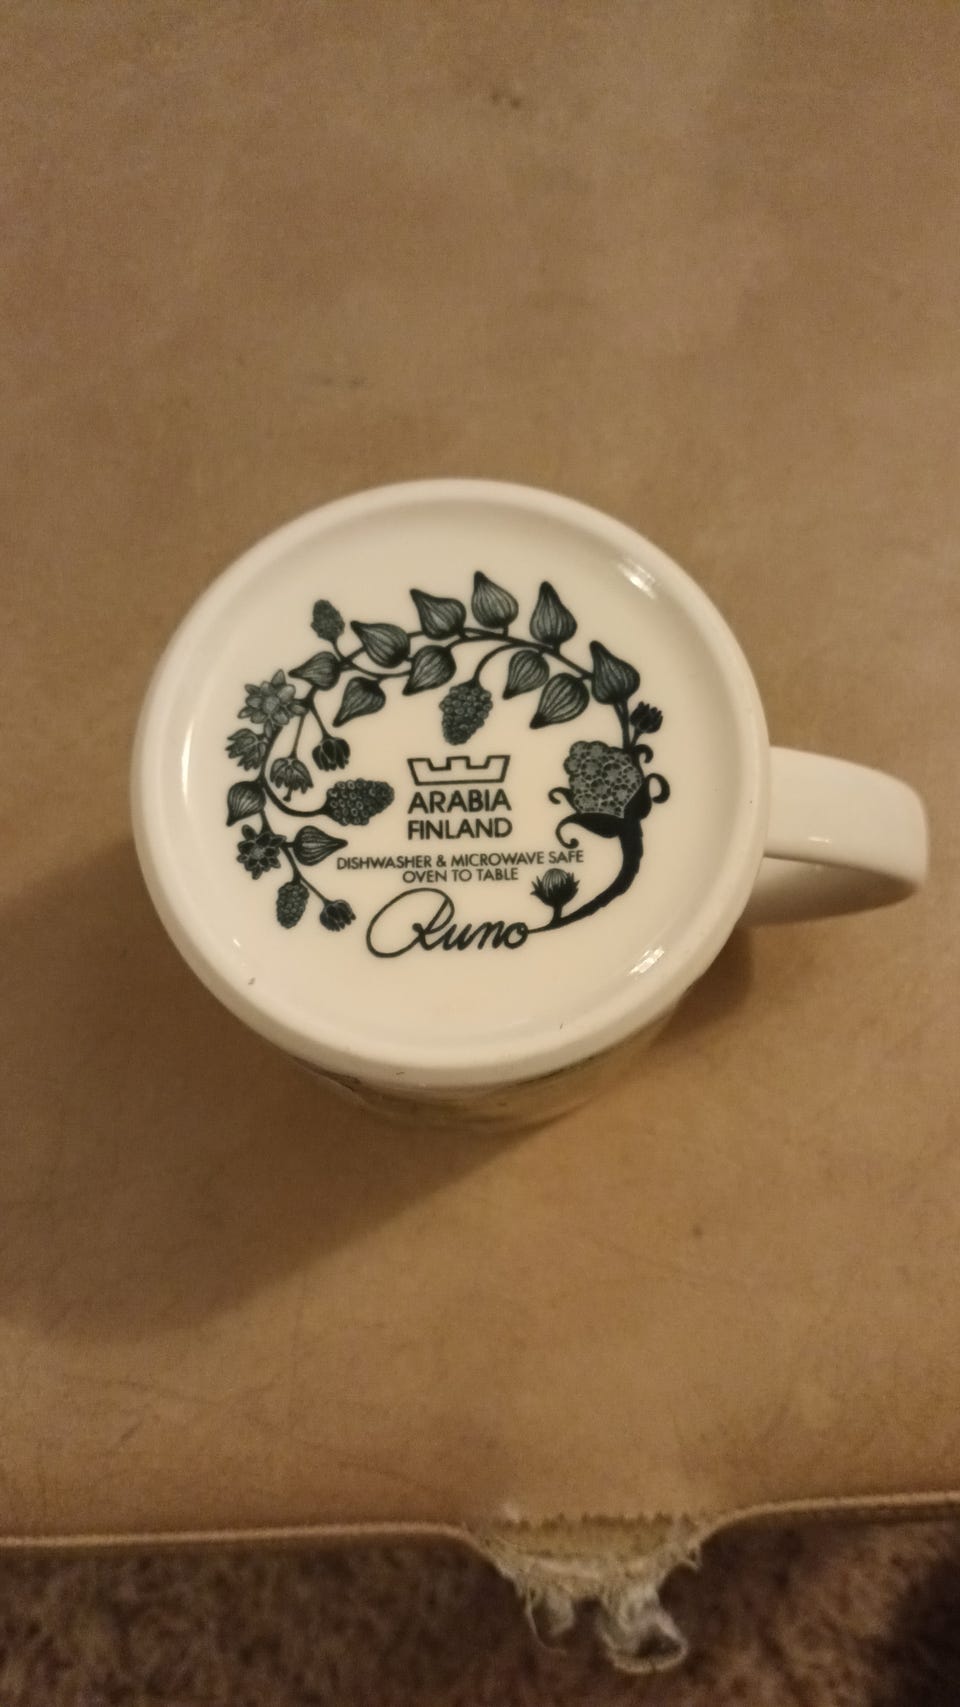 ARABIA
FINLAND
DISHWASHER & MICROWAVE SAFE
OVEN TO TABLE
Runo